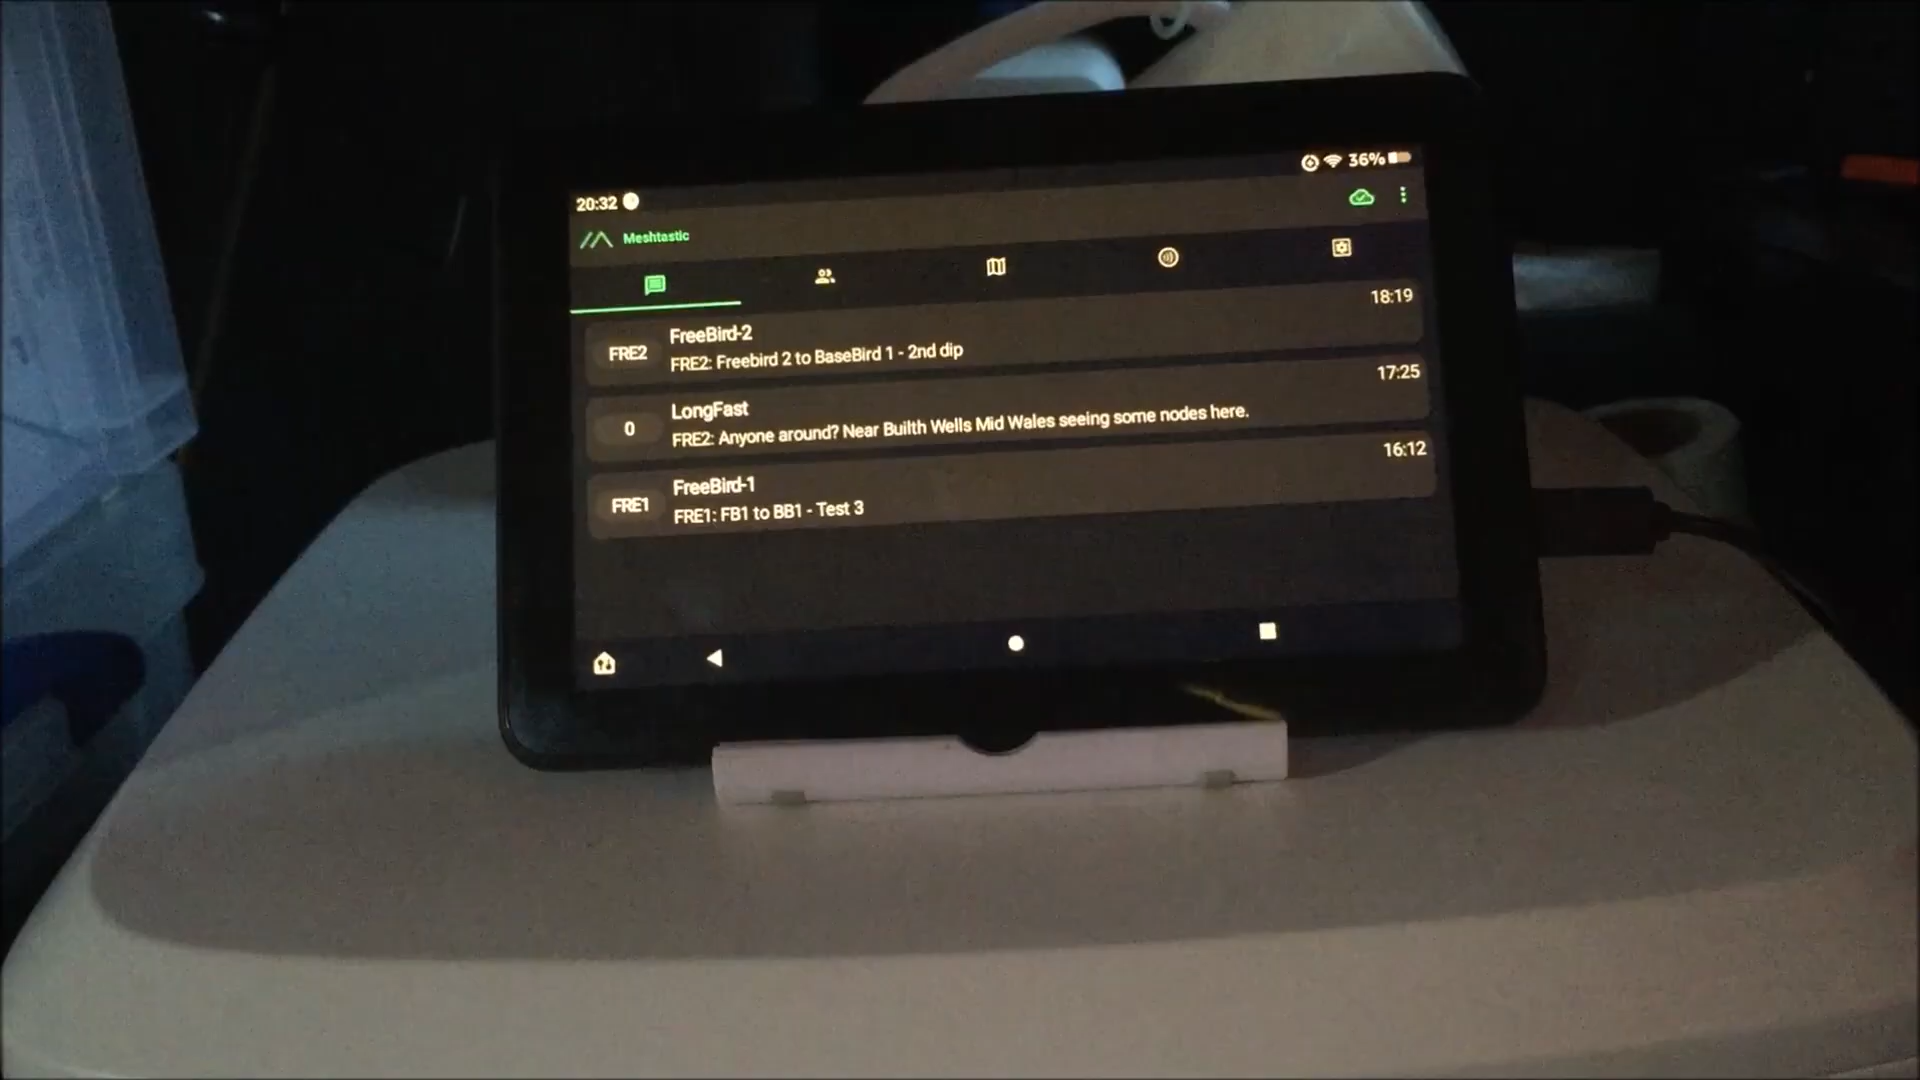 20:32
36%
Meshtastic
18:19
FRE2
FreeBird-2
FRE2: Freebird 2 to BaseBird 1 - 2nd dip
17:25
0
LongFast
FRE2: Anyone around? Near Builth Wells Mid Wales seeing some nodes here.
16:12
FRE1
FreeBird-1
FRE1: FB1 to BB1 - Test 3